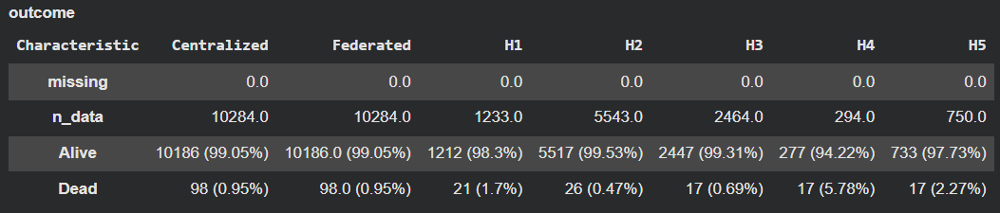 outcome
Characteristic Centralized Federated H1 H2 H3 H4 H5
missing 0.0 0.0 0.0 0.0 0.0 0.0 0.0
n_data 10284.0 10284.0 1233.0 5543.0 2464.0 294.0 750.0
Alive 10186 (99.05%) 10186.0 (99.05%) 1212 (98.3%) 5517 (99.53%) 2447 (99.31%) 277 (94.22%) 733 (97.73%)
Dead 98 (0.95%) 98.0 (0.95%) 21 (1.7%) 26 (0.47%) 17 (0.69%) 17 (5.78%) 17 (2.27%)